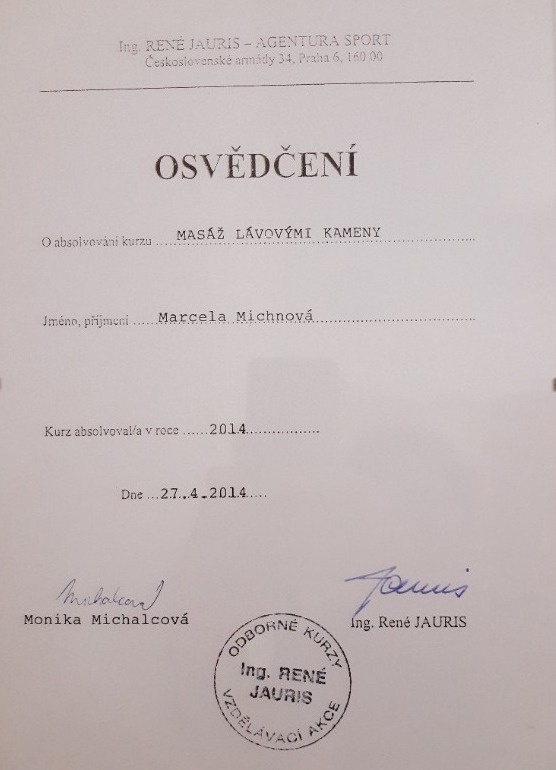 Ing. RENÉ JAURIS – AGENTURA SPORT
Československé armády 34, Praha 6, 160 00
OSVĚDČENÍ
O absolvování kurzu ....MASÁŽ LÁVOVÝMI KAMENY....................
Jméno, příjmení .....Marcela Michnová..................................
Kurz absolvoval/a v roce ......2014.................
Dne ...27..4.2014.....
Michalcová
Jauris
Monika Michalcová
Ing. René JAURIS
ODBORNÉ KURZY
Ing. RENÉ
JAURIS
VZDĚLÁVACÍ AKCE